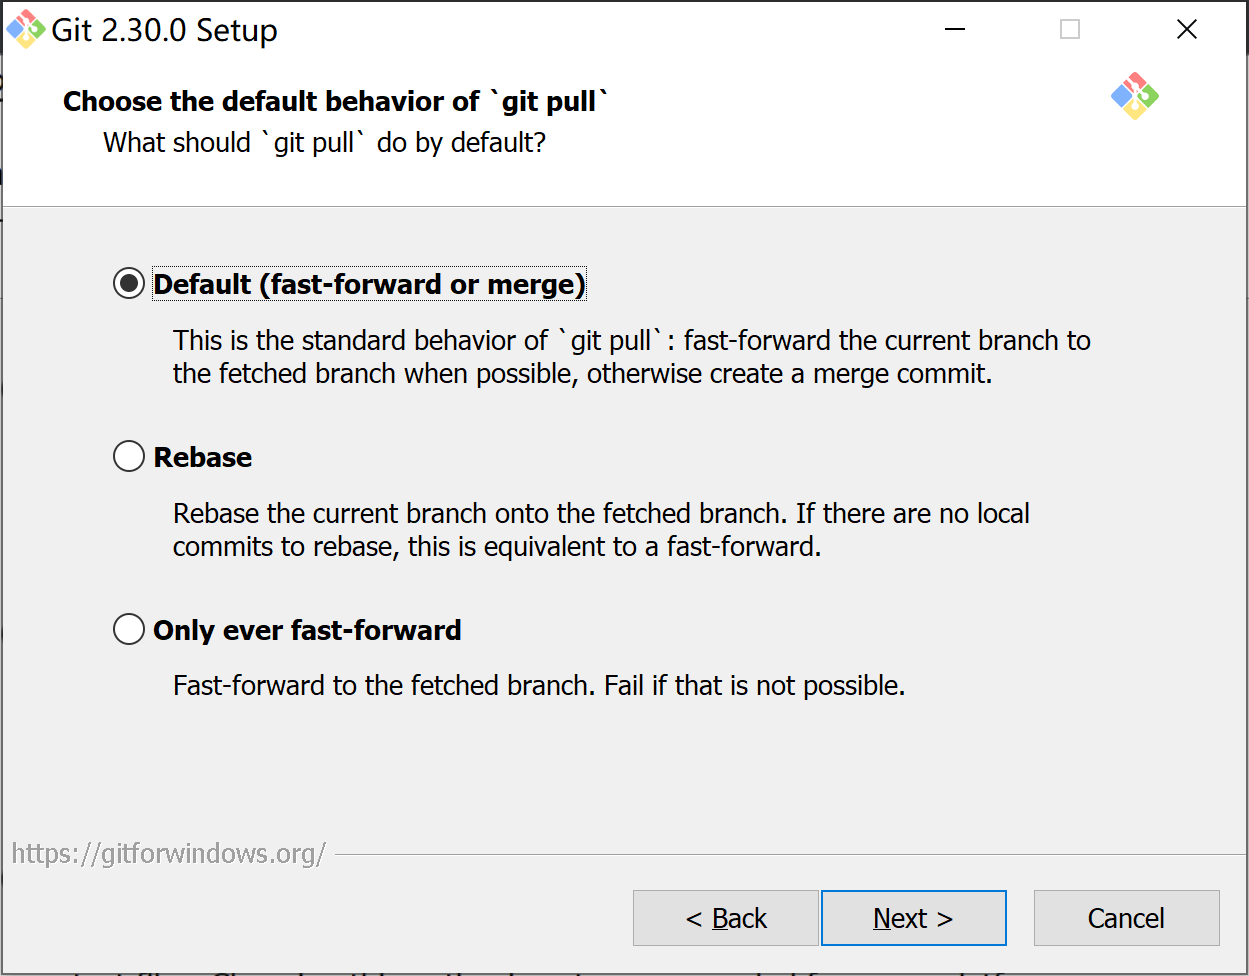 Git 2.30.0 Setup
Choose the default behavior of `git pull`
What should `git pull` do by default?
Default (fast-forward or merge)
This is the standard behavior of `git pull`: fast-forward the current branch to
the fetched branch when possible, otherwise create a merge commit.
Rebase
Rebase the current branch onto the fetched branch. If there are no local
commits to rebase, this is equivalent to a fast-forward.
Only ever fast-forward
Fast-forward to the fetched branch. Fail if that is not possible.
https://gitforwindows.org/
< Back
Next >
Cancel